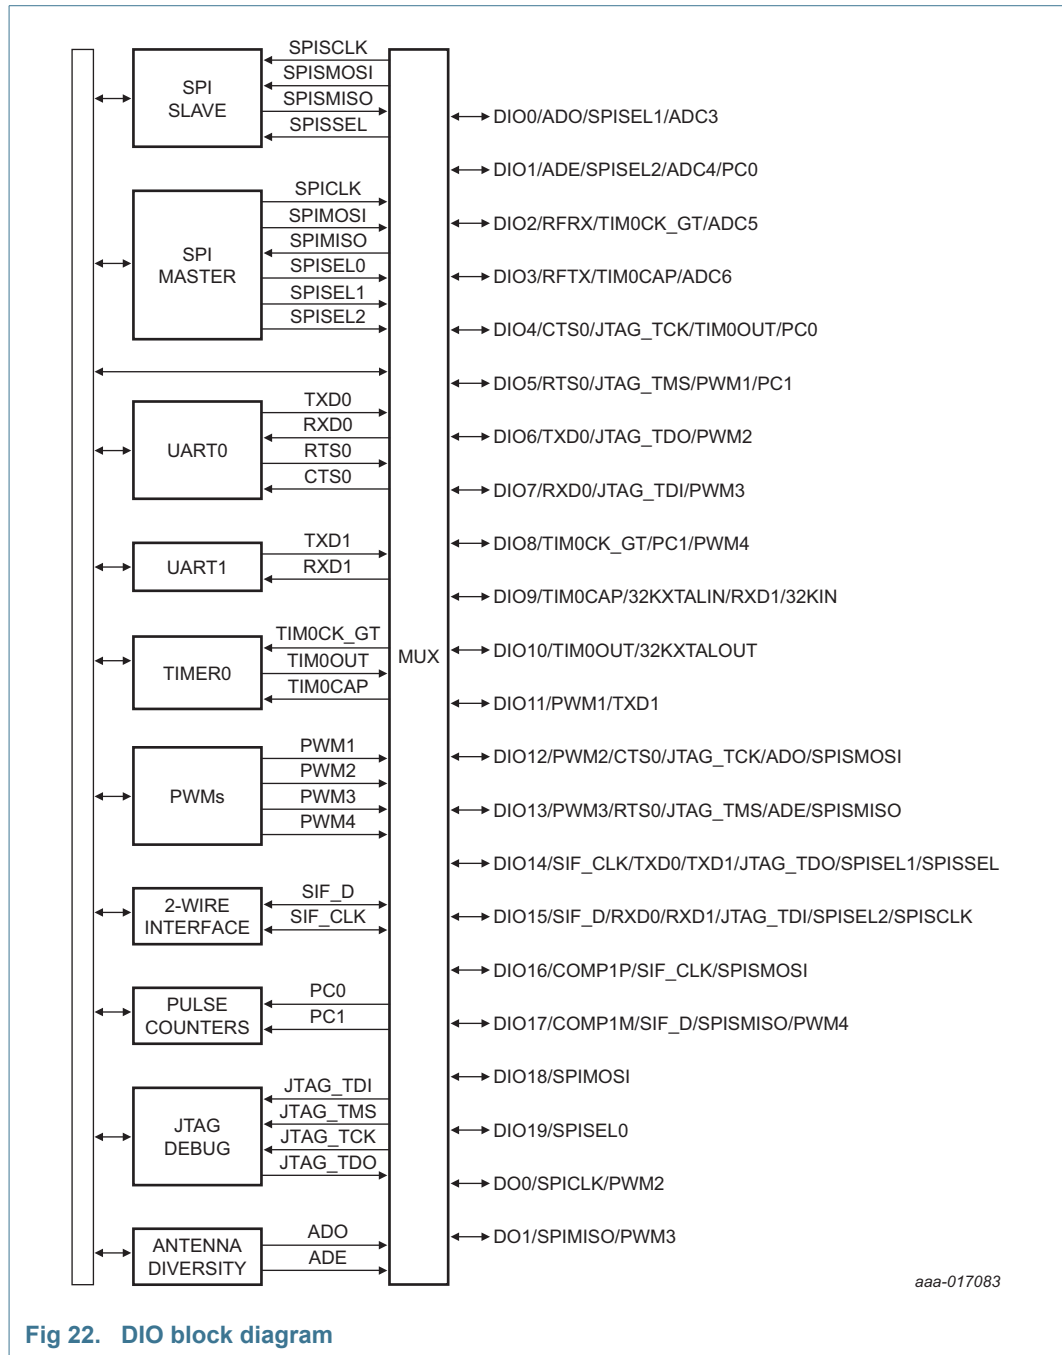 SPI
SLAVE
SPISCLK
SPISMOSI
SPISMISO
SPISSEL
SPI
MASTER
SPICLK
SPIMOSI
SPIMISO
SPISEL0
SPISEL1
SPISEL2
UART0
TXD0
RXD0
RTS0
CTS0
UART1
TXD1
RXD1
TIMER0
TIM0CK_GT
TIM0OUT
TIM0CAP
PWMs
PWM1
PWM2
PWM3
PWM4
2-WIRE
INTERFACE
SIF_D
SIF_CLK
PULSE
COUNTERS
PC0
PC1
JTAG
DEBUG
JTAG_TDI
JTAG_TMS
JTAG_TCK
JTAG_TDO
ANTENNA
DIVERSITY
ADO
ADE
MUX
DIO0/ADO/SPISEL1/ADC3
DIO1/ADE/SPISEL2/ADC4/PC0
DIO2/RFRX/TIM0CK_GT/ADC5
DIO3/RFTX/TIM0CAP/ADC6
DIO4/CTS0/JTAG_TCK/TIM0OUT/PC0
DIO5/RTS0/JTAG_TMS/PWM1/PC1
DIO6/TXD0/JTAG_TDO/PWM2
DIO7/RXD0/JTAG_TDI/PWM3
DIO8/TIM0CK_GT/PC1/PWM4
DIO9/TIM0CAP/32KXTALIN/RXD1/32KIN
DIO10/TIM0OUT/32KXTALOUT
DIO11/PWM1/TXD1
DIO12/PWM2/CTS0/JTAG_TCK/ADO/SPISMOSI
DIO13/PWM3/RTS0/JTAG_TMS/ADE/SPISMISO
DIO14/SIF_CLK/TXD0/TXD1/JTAG_TDO/SPISEL1/SPISSEL
DIO15/SIF_D/RXD0/RXD1/JTAG_TDI/SPISEL2/SPISCLK
DIO16/COMP1P/SIF_CLK/SPISMOSI
DIO17/COMP1M/SIF_D/SPISMISO/PWM4
DIO18/SPIMOSI
DIO19/SPISEL0
DO0/SPICLK/PWM2
DO1/SPIMISO/PWM3
aaa-017083
Fig 22. DIO block diagram